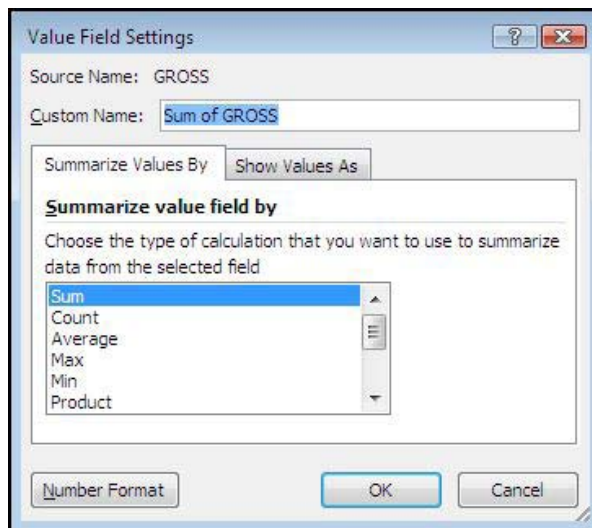 Value Field Settings
Source Name: GROSS
Custom Name: Sum of GROSS
Summarize Values By Show Values As
Summarize value field by
Choose the type of calculation that you want to use to summarize
data from the selected field
Sum
Count
Average
Max
Min
Product
Number Format OK Cancel